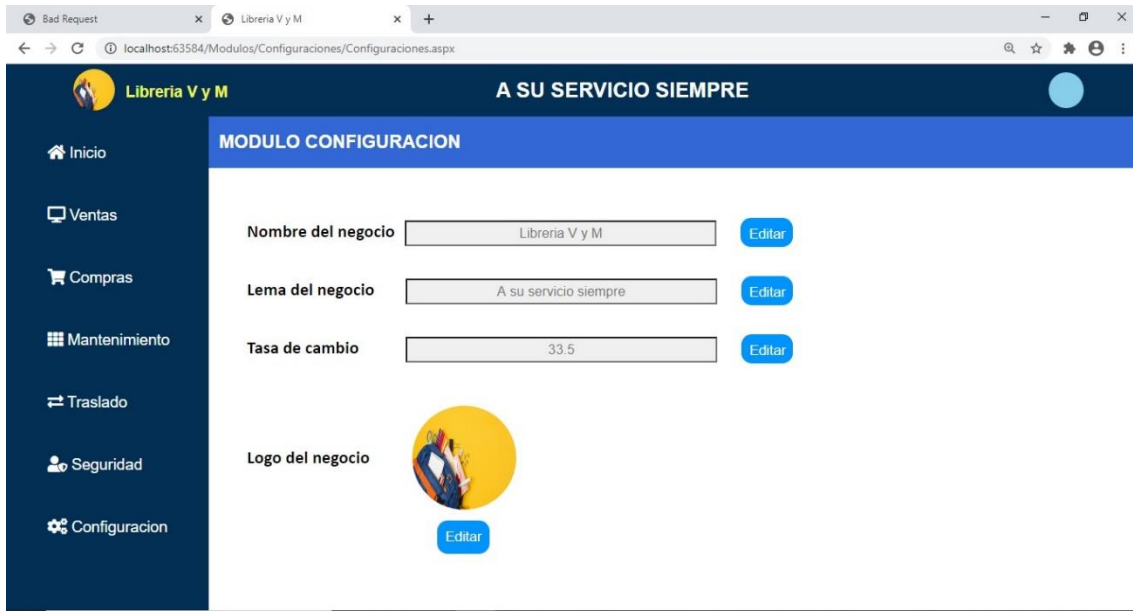 Bad Request
Libreria V y M
localhost:63584/Modulos/Configuraciones/Configuraciones.aspx
Libreria V y M
A SU SERVICIO SIEMPRE
MODULO CONFIGURACION
Inicio
Ventas
Compras
Mantenimiento
Traslado
Seguridad
Configuracion
Nombre del negocio Libreria V y M Editar
Lema del negocio A su servicio siempre Editar
Tasa de cambio 33.5 Editar
Logo del negocio
Editar